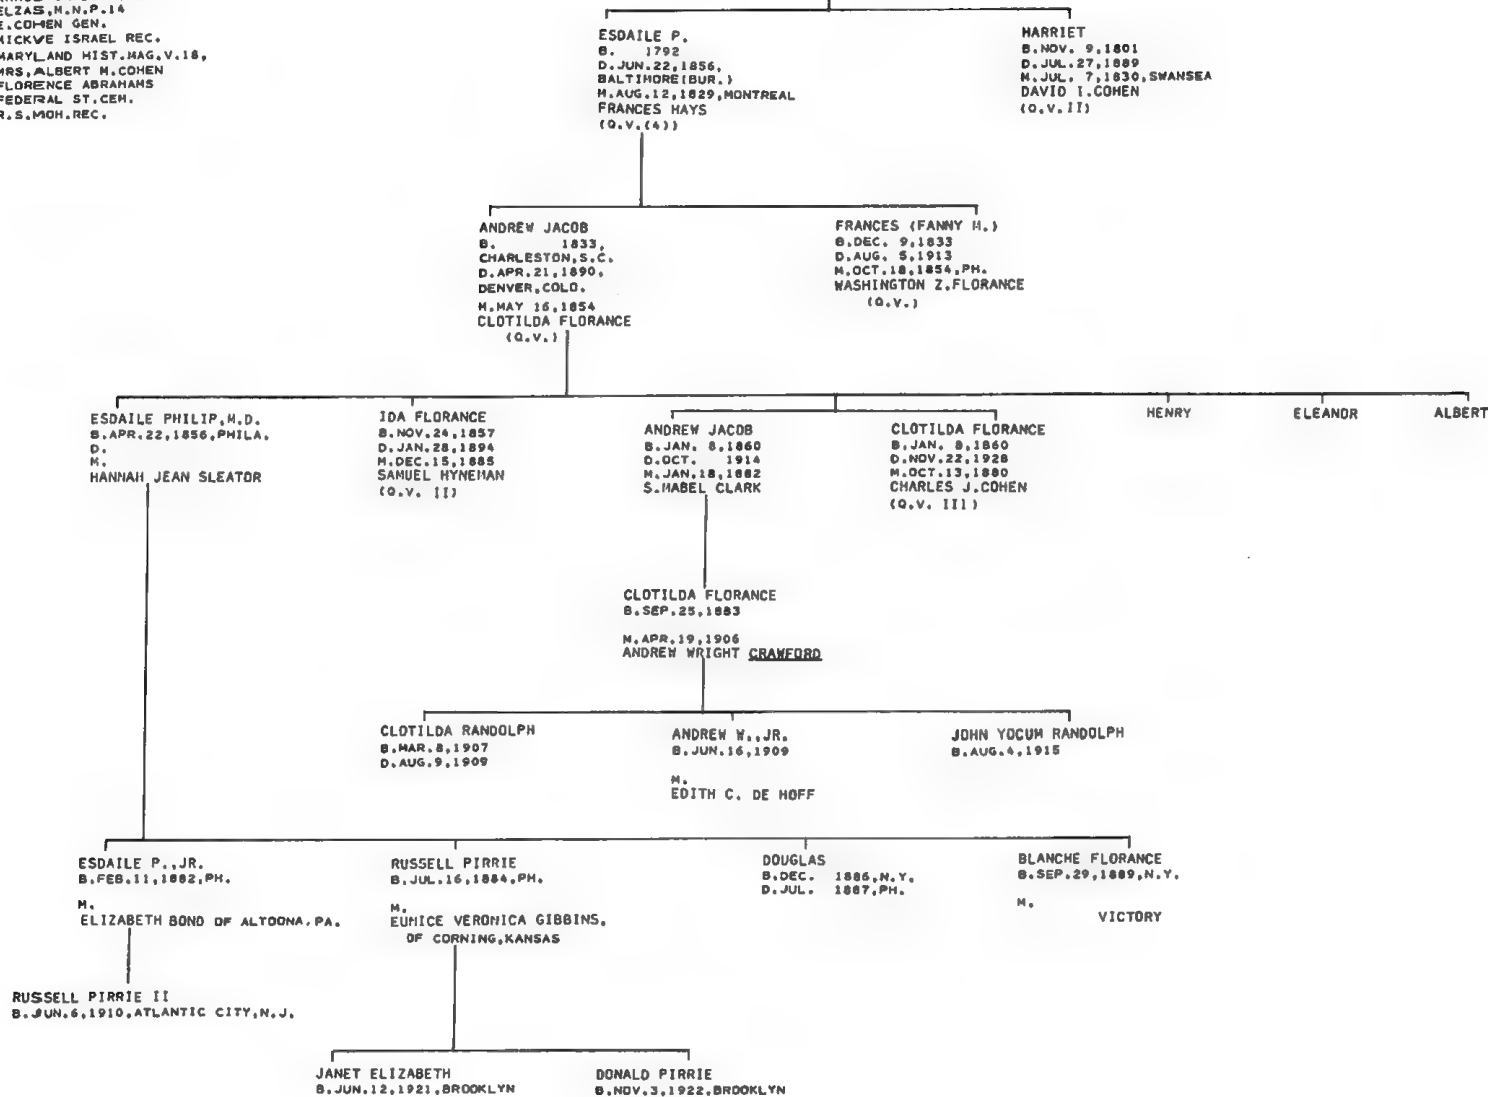 ELZAS,M.N,P.14
E.COHEN GEN.
MICKVE ISRAEL REC.
MARYLAND HIST.MAG,V.18,
MRS,ALBERT M.COHEN
FLORENCE ABRAHAMS
FEDERAL ST.CEM.
R.S.MOH.REC.
ESDAILE P.
B. 1792
D.JUN.22,1856,
BALTIMORE(BUR.)
M.AUG.12,1829,MONTREAL
FRANCES HAYS
(Q.V.(4))
HARRIET
B.NOV. 9,1801
D.JUL.27,1889
M.JUL. 7,1830,SWANSEA
DAVID I.COHEN
(Q.V.II)
ANDREW JACOB
B. 1833,
CHARLESTON,S.C.
D.APR.21,1890,
DENVER,COLO.
M.MAY 16,1854
CLOTILDA FLORANCE
(Q.V.)
FRANCES (FANNY H.)
B.DEC. 9,1833
D.AUG. 5,1913
M.OCT.18,1854,PH.
WASHINGTON Z.FLORANCE
(Q.V.)
ESDAILE PHILIP,M.D.
B.APR.22,1856,PHILA.
D.
M.
HANNAH JEAN SLEATOR
IDA FLORANCE
B.NOV.24,1857
D.JAN.28,1894
M.DEC.15,1885
SAMUEL HYNEMAN
(Q.V. II)
ANDREW JACOB
B.JAN. 8,1860
D.OCT. 1914
M.JAN.18,1882
S.MABEL CLARK
CLOTILDA FLORANCE
B.JAN. 8,1860
D.NOV.22,1928
M.OCT.13,1880
CHARLES J.COHEN
(Q.V. III)
HENRY
ELEANOR
ALBERT
CLOTILDA FLORANCE
B.SEP.25,1883
M.APR.19,1906
ANDREW WRIGHT CRAWFORD
CLOTILDA RANDOLPH
B.MAR.8,1907
D.AUG.9,1909
ANDREW W.,JR.
B.JUN.16,1909
M.
EDITH C. DE HOFF
JOHN YOCUM RANDOLPH
B.AUG.4,1915
ESDAILE P.,JR.
B.FEB.11,1882,PH.
M.
ELIZABETH BOND OF ALTOONA,PA.
RUSSELL PIRRIE
B.JUL.16,1884,PH.
M.
EUNICE VERONICA GIBBINS,
OF CORNING,KANSAS
DOUGLAS
B.DEC. 1886,N.Y.
D.JUL. 1887,PH.
BLANCHE FLORANCE
B.SEP.29,1889,N.Y.
M.
VICTORY
RUSSELL PIRRIE II
B.JUN.6,1910,ATLANTIC CITY,N.J.
JANET ELIZABETH
B.JUN.12,1921,BROOKLYN
DONALD PIRRIE
B.NOV.3,1922,BROOKLYN